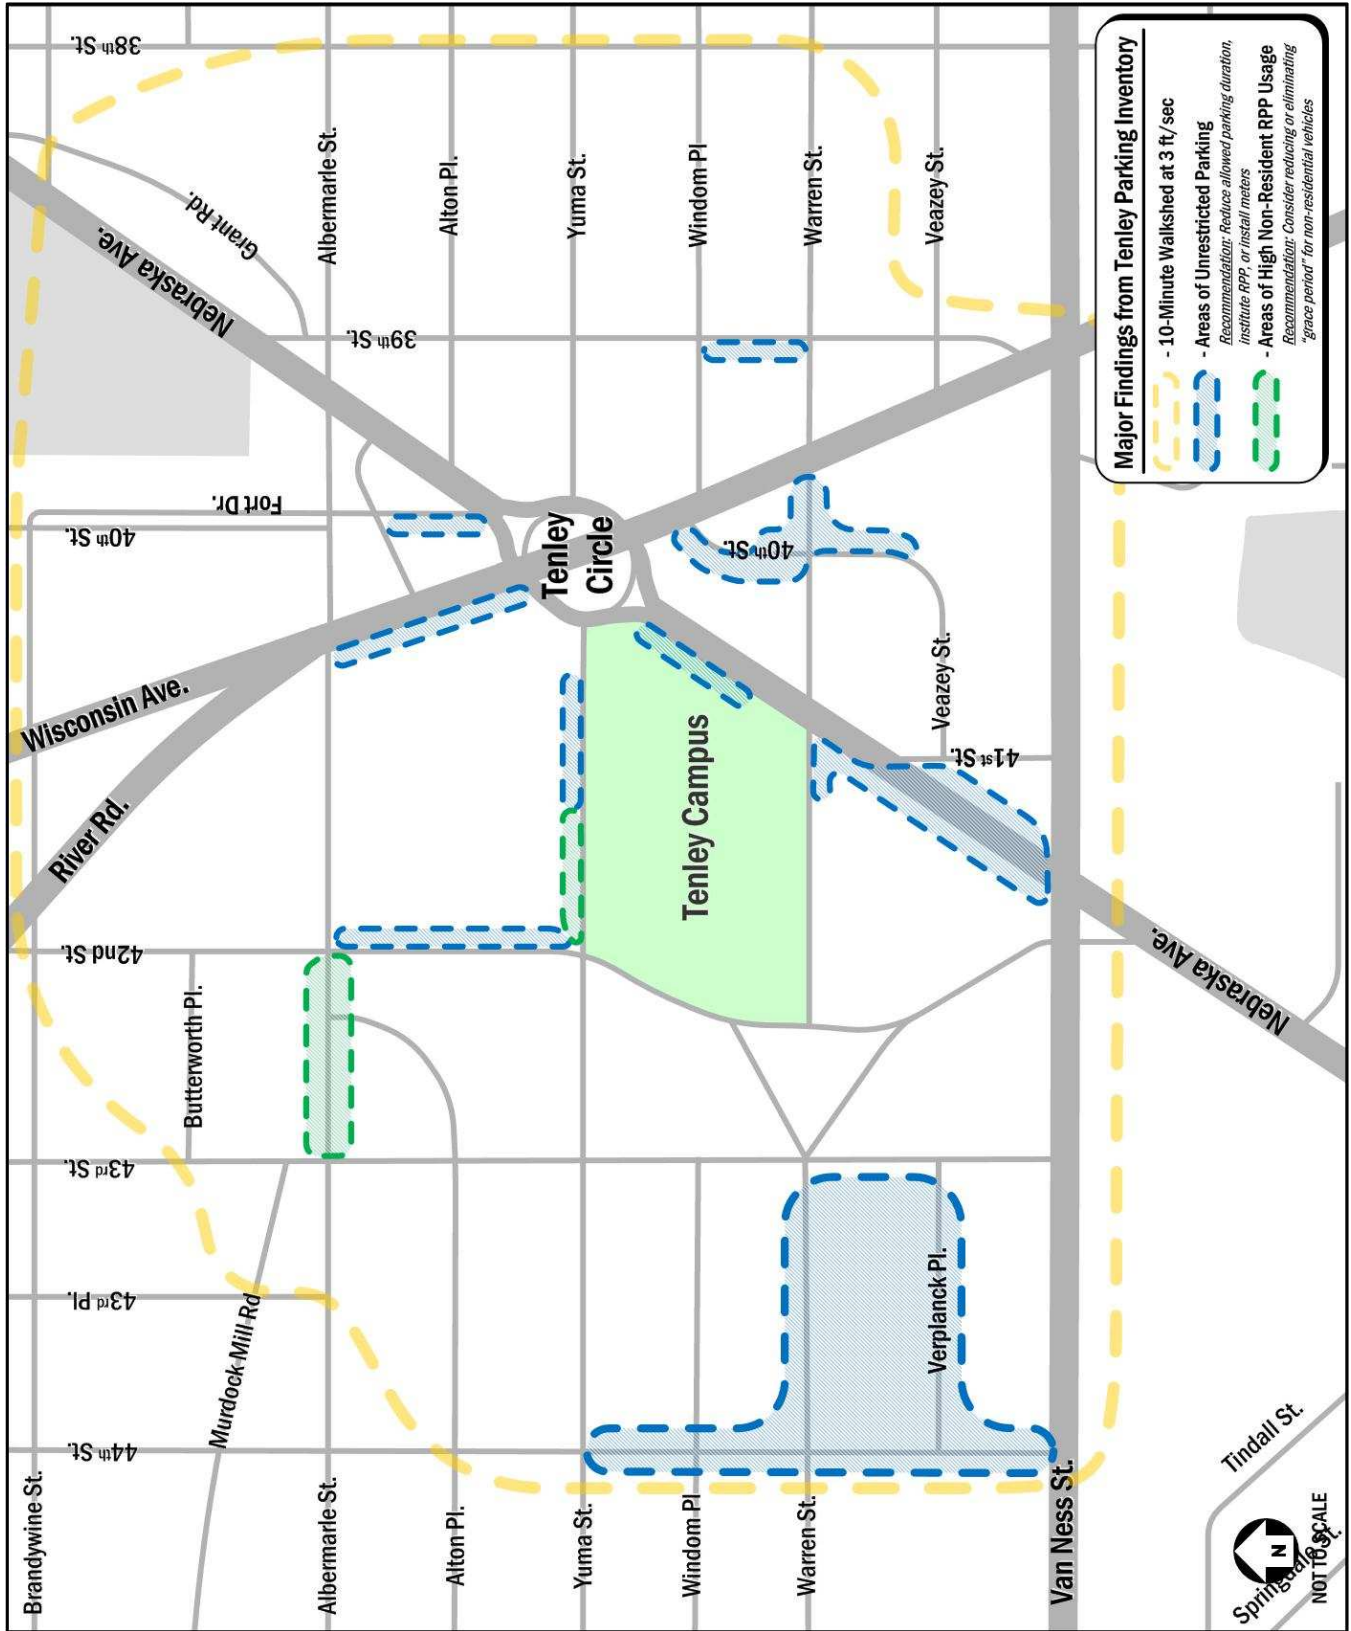 38th St.
Nebraska Ave.
Grant Rd.
Albermarle St.
Alton Pl.
Yuma St.
Windom Pl
Warren St.
Veazey St.
39th St.
Fort Dr.
40th St.
Tenley
Circle
40th St.
Wisconsin Ave.
River Rd.
Tenley Campus
Veazey St.
41st St.
42nd St.
Butterworth Pl.
Nebraska Ave.
43rd St.
43rd Pl.
Murdock Mill Rd
Verplanck Pl.
44th St.
Brandywine St.
Albermarle St.
Alton Pl.
Yuma St.
Windom Pl
Warren St.
Van Ness St.
Tindall St.
Springdale St.
N
NOT TO SCALE
Major Findings from Tenley Parking Inventory
- 10-Minute Walkshed at 3 ft/sec
- Areas of Unrestricted Parking
Recommendation: Reduce allowed parking duration,
institute RPP, or install meters
- Areas of High Non-Resident RPP Usage
Recommendation: Consider reducing or eliminating
"grace period" for non-residential vehicles